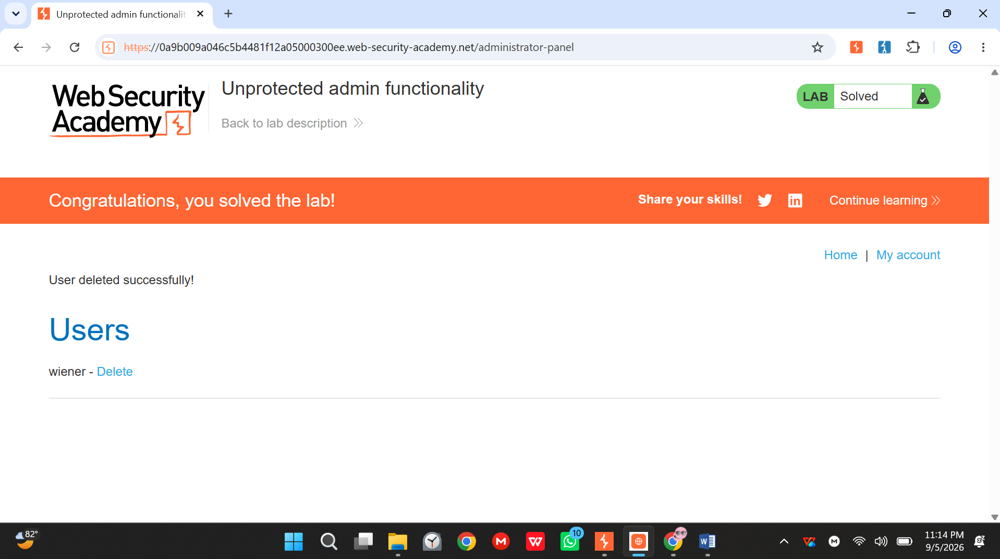 Unprotected admin functionalit
https://0a9b009a046c5b4481f12a05000300ee.web-security-academy.net/administrator-panel
Web Security
Academy
Unprotected admin functionality
Back to lab description
LAB Solved
Congratulations, you solved the lab!
Share your skills!
in
Continue learning
Home | My account
User deleted successfully!
Users
wiener - Delete
82°
M
W
10
W
M
11:14 PM
9/5/2026